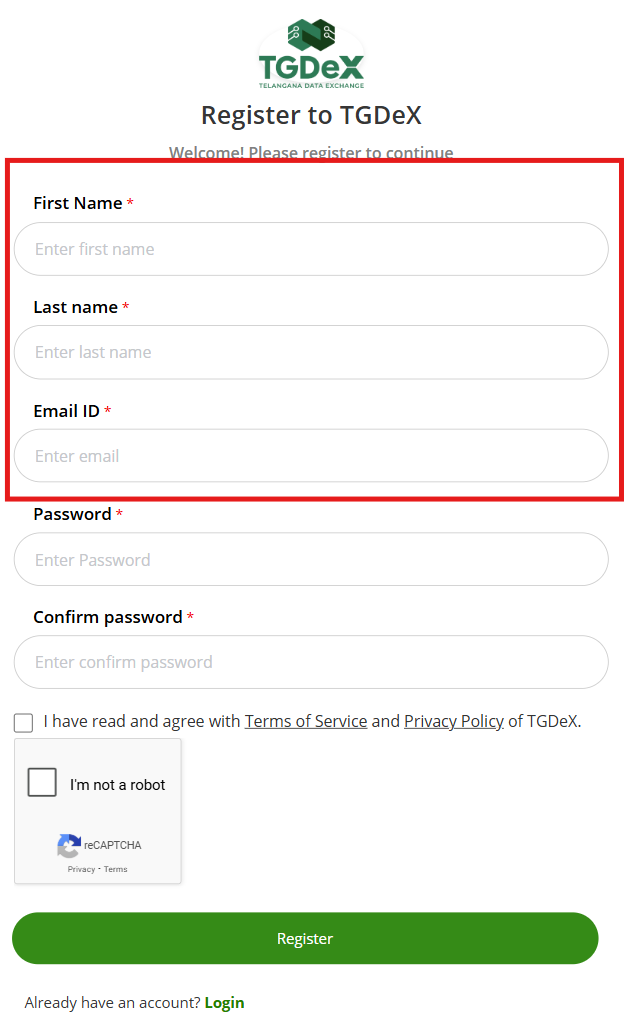 TGDeX
TELANGANA DATA EXCHANGE
Register to TGDeX
Welcome! Please register to continue
First Name *
Enter first name
Last name *
Enter last name
Email ID *
Enter email
Password *
Enter Password
Confirm password *
Enter confirm password
I have read and agree with Terms of Service and Privacy Policy of TGDeX.
I'm not a robot
reCAPTCHA
Privacy - Terms
Register
Already have an account? Login